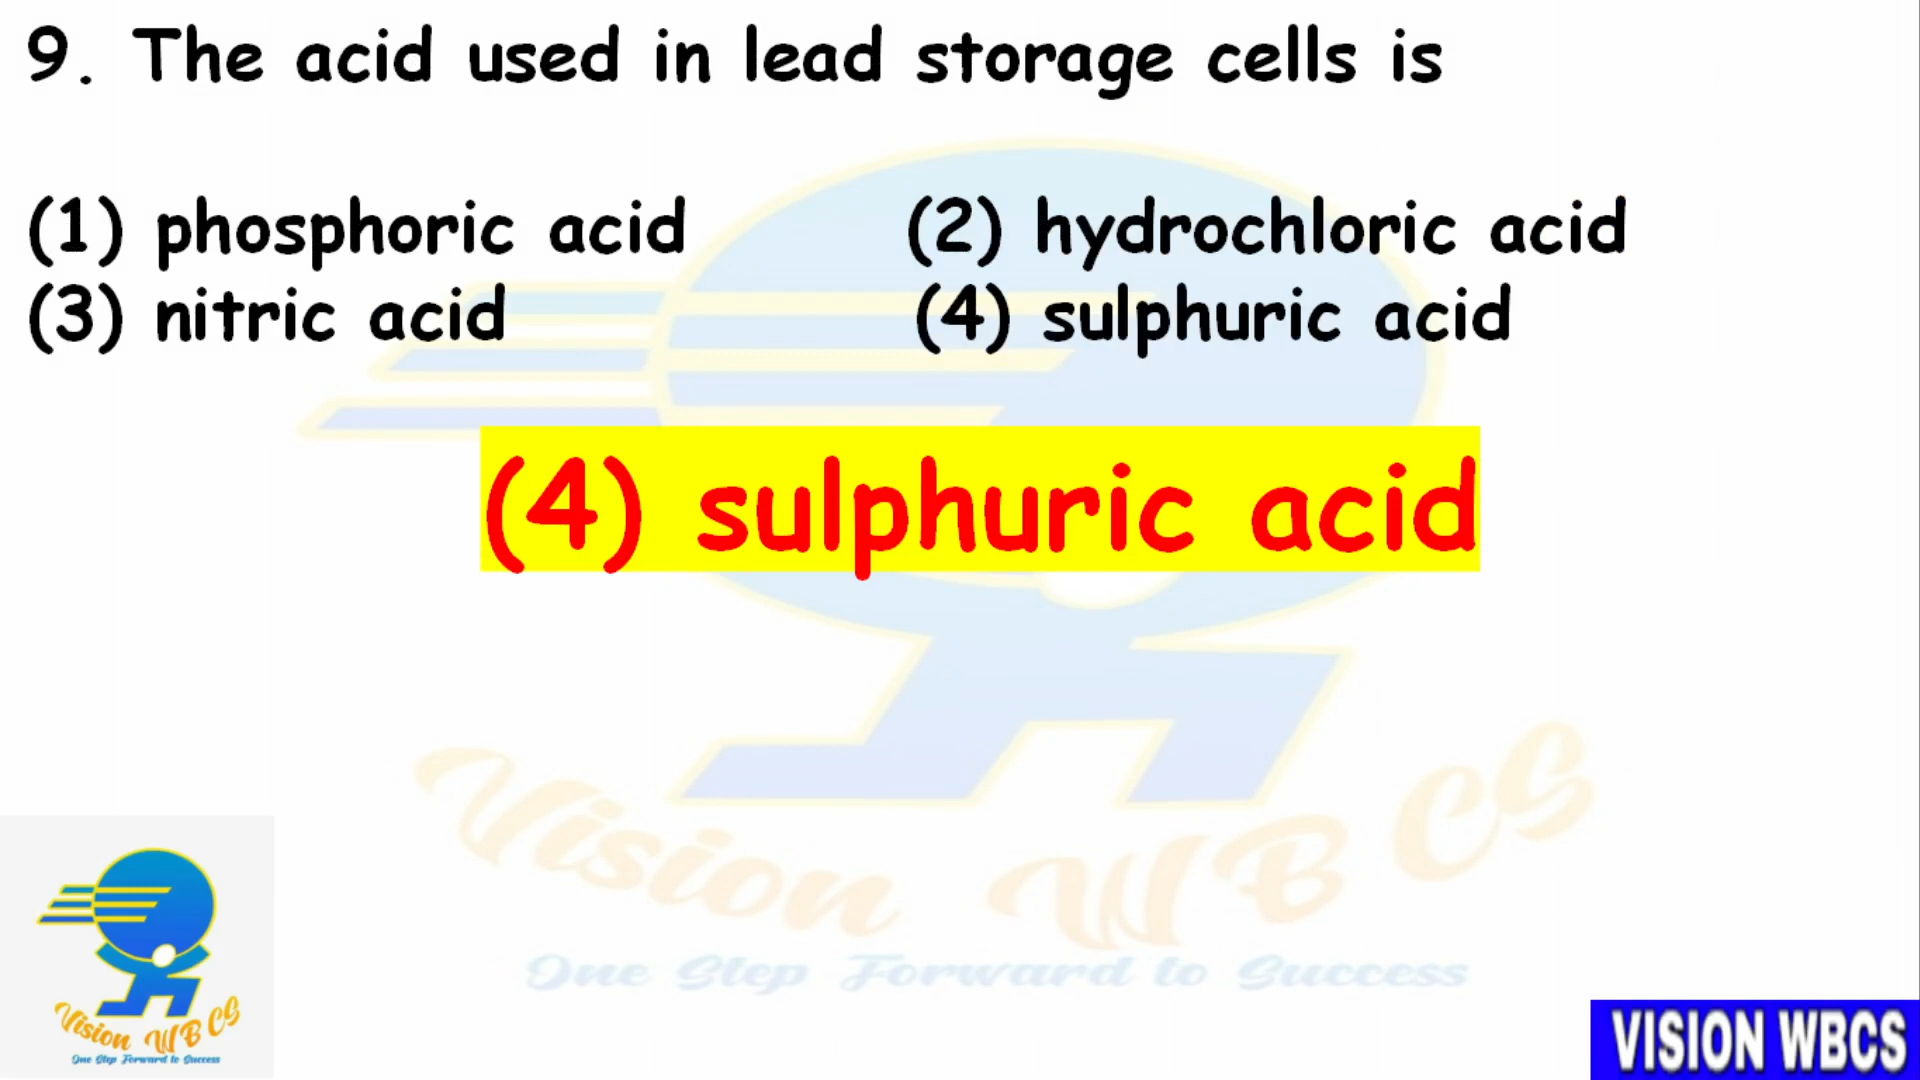 9. The acid used in lead storage cells is
(1) phosphoric acid (2) hydrochloric acid
(3) nitric acid (4) sulphuric acid
(4) sulphuric acid
Vision WBCS
One Step Forward to Success
Vision WBCS
One Step Forward to Success
VISION WBCS